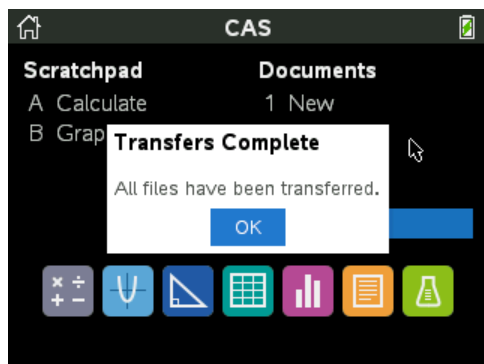 CAS
Scratchpad
Documents
A Calculate
1 New
B Grap
Transfers Complete
All files have been transferred.
OK